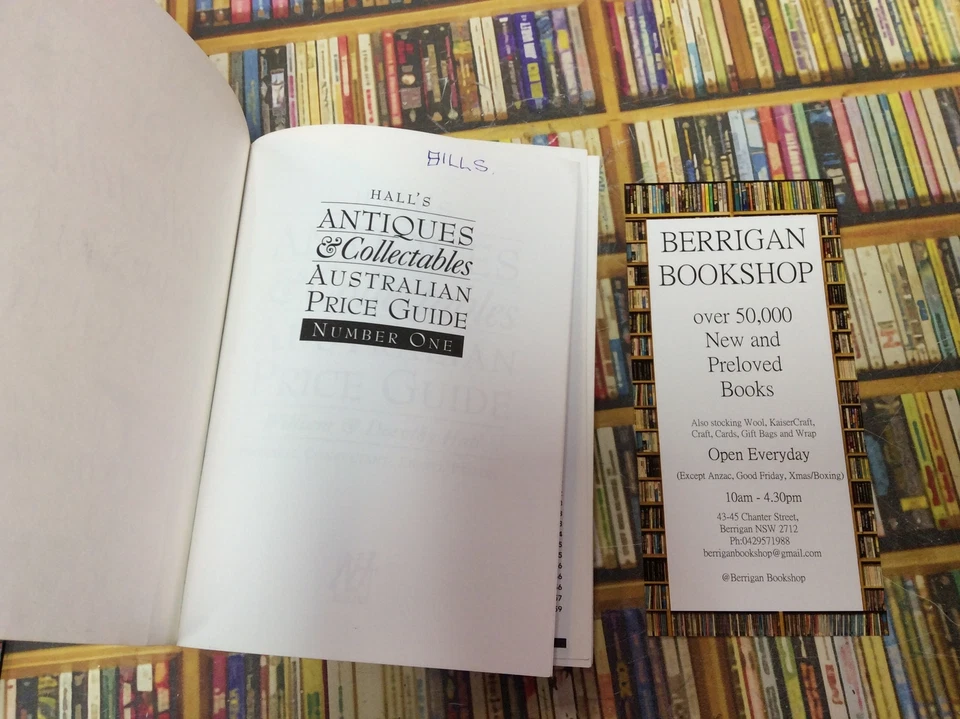 BILLS.
HALL'S
ANTIQUES
& Collectables
AUSTRALIAN
PRICE GUIDE
NUMBER ONE
BERRIGAN
BOOKSHOP
over 50,000
New and
Preloved
Books
Also stocking Wool, KaiserCraft,
Craft, Cards, Gift Bags and Wrap
Open Everyday
(Except Anzac, Good Friday, Xmas/Boxing)
10am - 4.30pm
43-45 Chanter Street,
Berrigan NSW 2712
Ph:0429571988
berriganbookshop@gmail.com
@Berrigan Bookshop